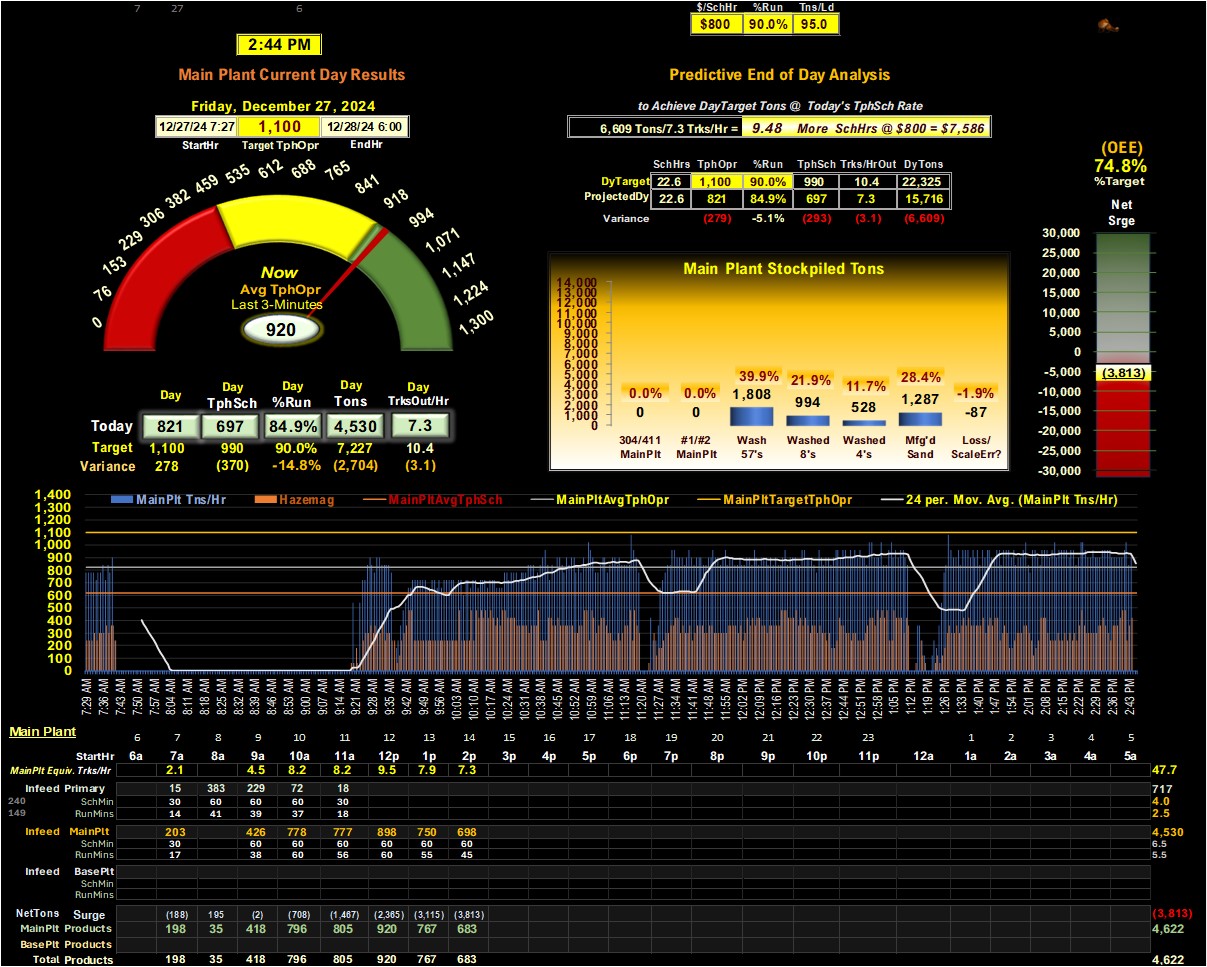 7 27 6
$/SchHr %Run Tns/Ld
$800 90.0% 95.0
2:44 PM
Main Plant Current Day Results
Predictive End of Day Analysis
Friday, December 27, 2024
to Achieve DayTarget Tons @ Today's TphSch Rate
12/27/24 7:27 1,100 12/28/24 6:00
StartHr Target TphOpr EndHr
6,609 Tons/7.3 Trks/Hr = 9.48 More SchHrs @ $800 = $7,586
(OEE)
74.8%
%Target
SchHrs TphOpr %Run TphSch Trks/HrOut DyTons
DyTarget 22.6 1,100 90.0% 990 10.4 22,325
ProjectedDy 22.6 821 84.9% 697 7.3 15,716
Variance (279) -5.1% (293) (3.1) (6,609)
0 76 153 229 306 382 459 535 612 688 765 841 918 994 1,071 1,147 1,224 1,300
Now
Avg TphOpr
Last 3-Minutes
920
Net
Srge
30,000
25,000
20,000
15,000
10,000
5,000
0
-5,000
-10,000
-15,000
-20,000
-25,000
-30,000
(3,813)
Main Plant Stockpiled Tons
14,000
13,000
12,000
11,000
10,000
9,000
8,000
7,000
6,000
5,000
4,000
3,000
2,000
1,000
0
0.0% 0.0% 39.9% 21.9% 11.7% 28.4% -1.9%
0 0 1,808 994 528 1,287 -87
304/411 #1/#2 Wash Washed Washed Mfg'd Loss/
MainPlt MainPlt 57's 8's 4's Sand ScaleErr?
Day Day Day Day Day
TphSch %Run Tons TrksOut/Hr
Today 821 697 84.9% 4,530 7.3
Target 1,100 990 90.0% 7,227 10.4
Variance 278 (370) -14.8% (2,704) (3.1)
MainPlt Tns/Hr Hazemag MainPltAvgTphSch MainPltAvgTphOpr MainPltTargetTphOpr 24 per. Mov. Avg. (MainPlt Tns/Hr)
1,400
1,300
1,200
1,100
1,000
900
800
700
600
500
400
300
200
100
0
7:29 AM 7:36 AM 7:43 AM 7:50 AM 7:57 AM 8:04 AM 8:11 AM 8:18 AM 8:25 AM 8:32 AM 8:39 AM 8:46 AM 8:53 AM 9:00 AM 9:07 AM 9:14 AM 9:21 AM 9:28 AM 9:35 AM 9:42 AM 9:49 AM 9:56 AM 10:03 AM 10:10 AM 10:17 AM 10:24 AM 10:31 AM 10:38 AM 10:45 AM 10:52 AM 10:59 AM 11:06 AM 11:13 AM 11:20 AM 11:27 AM 11:34 AM 11:41 AM 11:48 AM 11:55 AM 12:02 PM 12:09 PM 12:16 PM 12:23 PM 12:30 PM 12:37 PM 12:44 PM 12:51 PM 12:58 PM 1:05 PM 1:12 PM 1:19 PM 1:26 PM 1:33 PM 1:40 PM 1:47 PM 1:54 PM 2:01 PM 2:08 PM 2:15 PM 2:22 PM 2:29 PM 2:36 PM 2:43 PM
Main Plant
6 7 8 9 10 11 12 13 14 15 16 17 18 19 20 21 22 23 1 2 3 4 5
StartHr 6a 7a 8a 9a 10a 11a 12p 1p 2p 3p 4p 5p 6p 7p 8p 9p 10p 11p 12a 1a 2a 3a 4a 5a
MainPlt Equiv. Trks/Hr 2.1 4.5 8.2 8.2 9.5 7.9 7.3 47.7
Infeed Primary 15 383 229 72 18 717
240 SchMin 30 60 60 60 30 4.0
149 RunMins 14 41 39 37 18 2.5
Infeed MainPlt 203 426 778 777 898 750 698 4,530
SchMin 30 60 60 60 60 60 60 6.5
RunMins 17 38 60 56 60 55 45 5.5
Infeed BasePlt
SchMin
RunMins
NetTons Surge (188) 195 (2) (708) (1,467) (2,365) (3,115) (3,813) (3,813)
MainPlt Products 198 35 418 796 805 920 767 683 4,622
BasePlt Products
Total Products 198 35 418 796 805 920 767 683 4,622